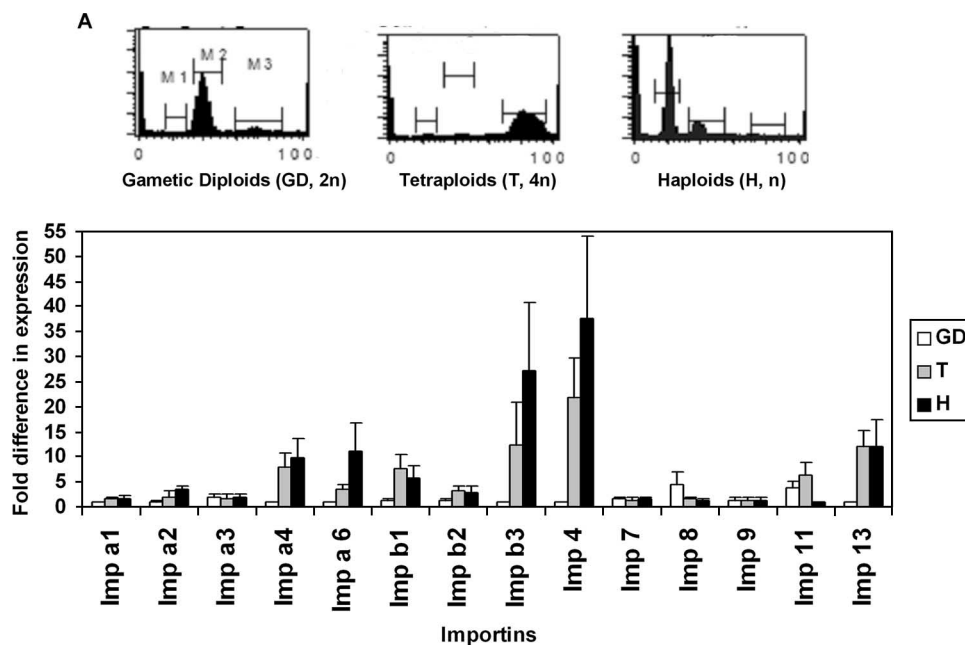 A
M 1
M 2
M 3
0 100
0 100
0 100
Gametic Diploids (GD, 2n)
Tetraploids (T, 4n)
Haploids (H, n)
Fold difference in expression
55
50
45
40
35
30
25
20
15
10
5
0
GD
T
H
Imp a1
Imp a2
Imp a3
Imp a4
Imp a 6
Imp b1
Imp b2
Imp b3
Imp 4
Imp 7
Imp 8
Imp 9
Imp 11
Imp 13
Importins